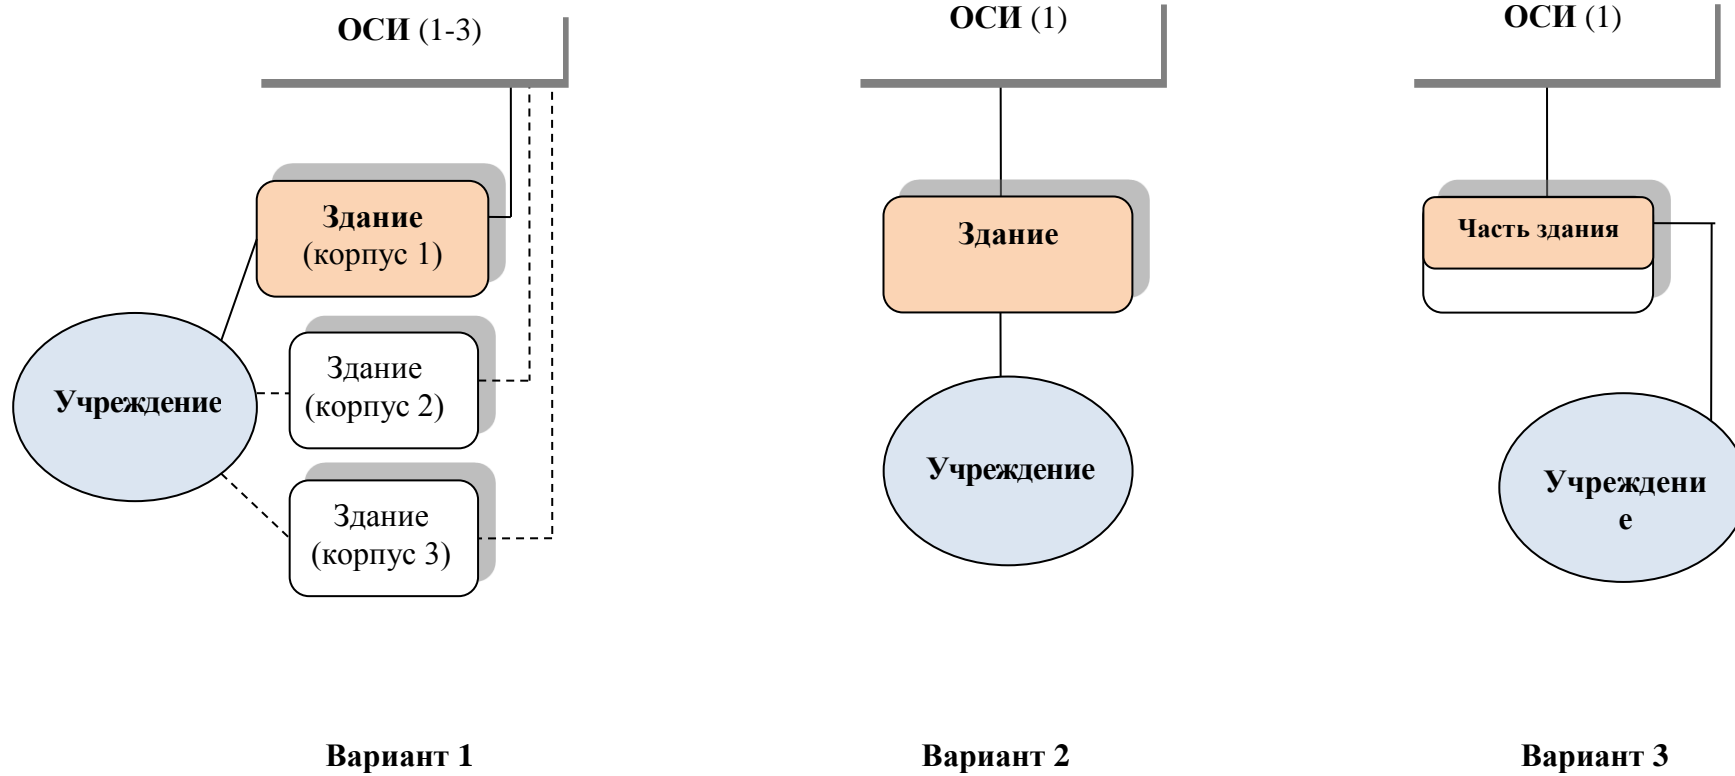 ОСИ (1-3)
Здание
(корпус 1)
Здание
(корпус 2)
Здание
(корпус 3)
Учреждение
Вариант 1
ОСИ (1)
Здание
Учреждение
Вариант 2
ОСИ (1)
Часть здания
Учреждени
е
Вариант 3